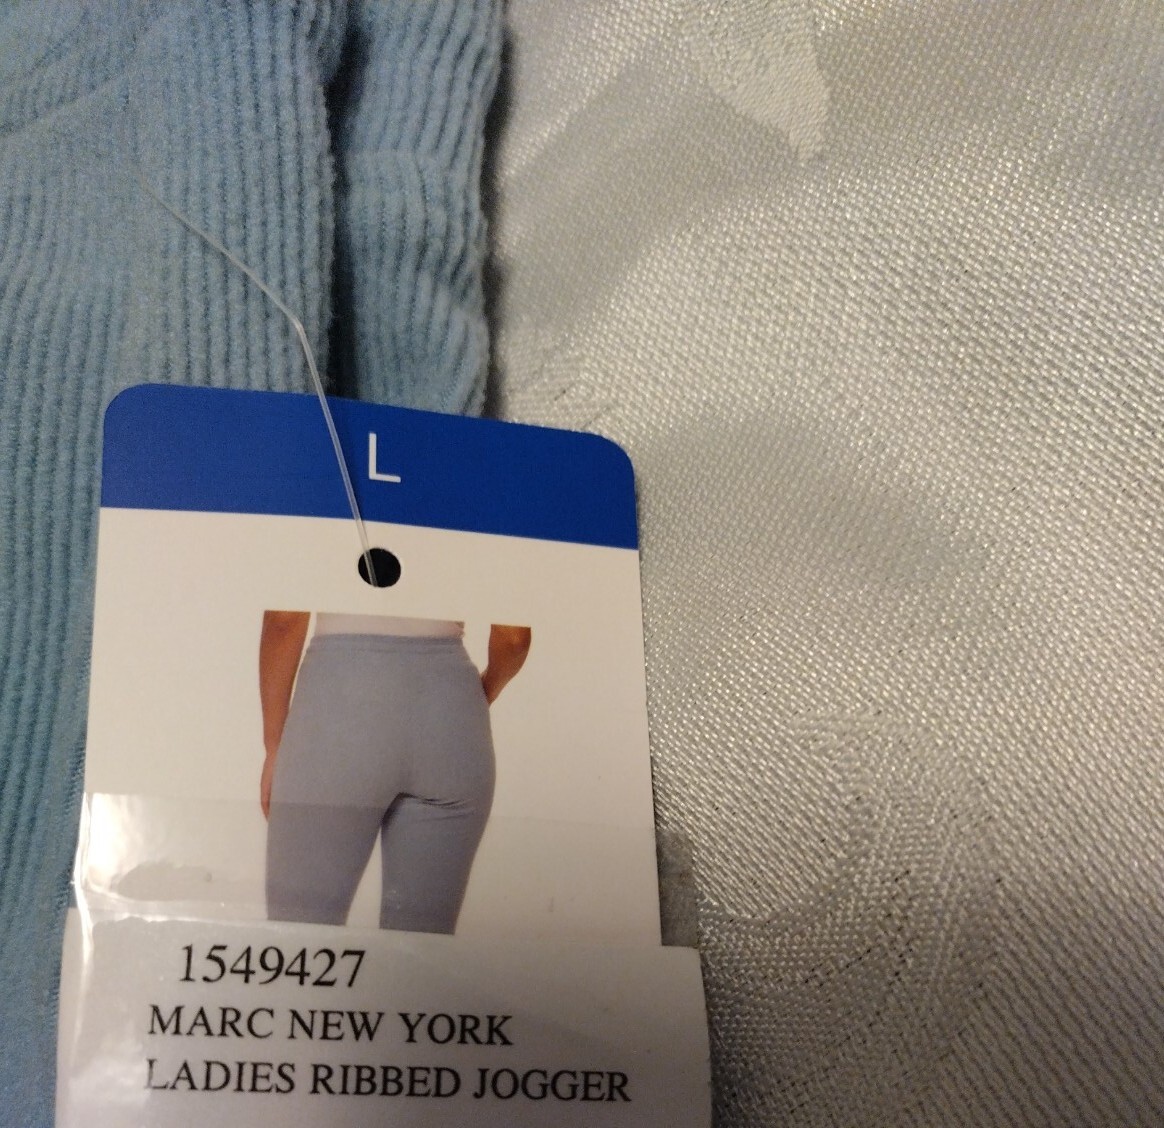 L
1549427
MARC NEW YORK
LADIES RIBBED JOGGER